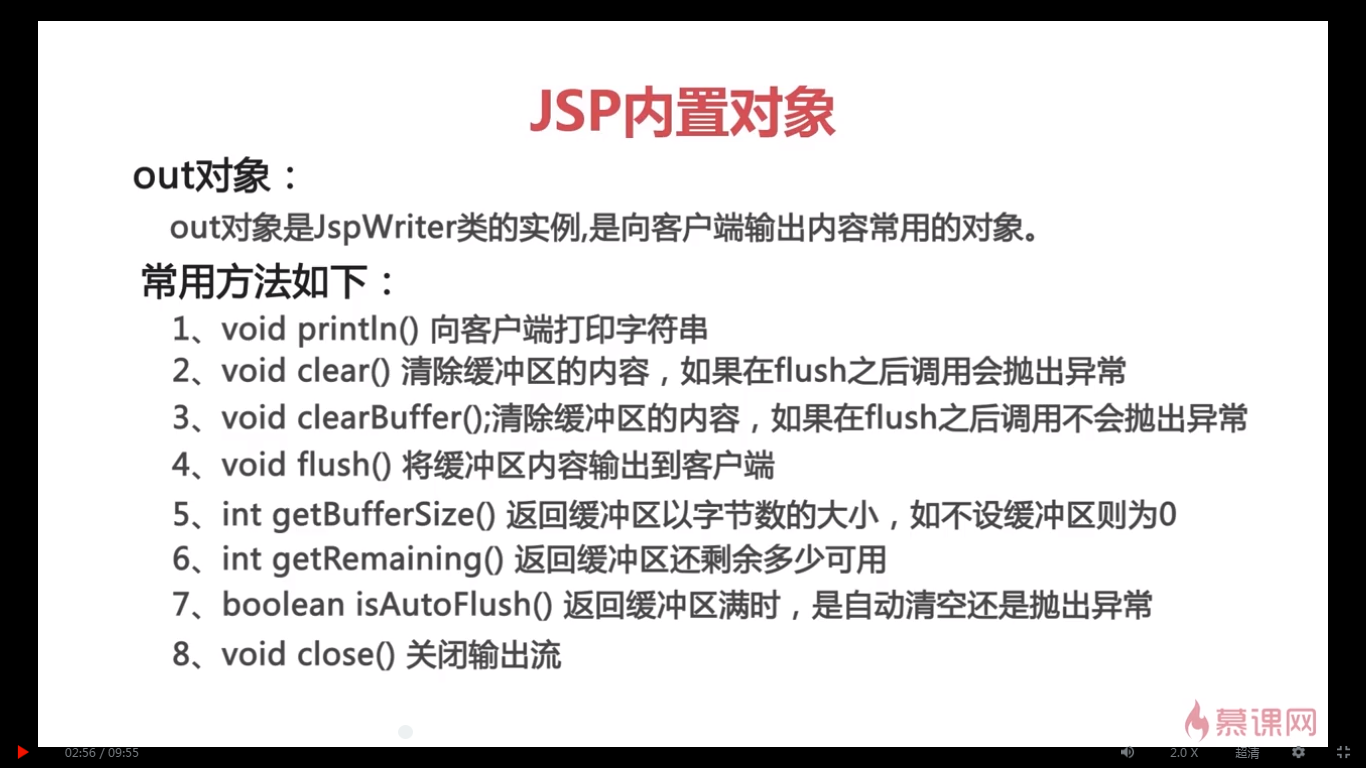 JSP内置对象
out对象：
out对象是JspWriter类的实例,是向客户端输出内容常用的对象。
常用方法如下：
1、void println() 向客户端打印字符串
2、void clear() 清除缓冲区的内容，如果在flush之后调用会抛出异常
3、void clearBuffer();清除缓冲区的内容，如果在flush之后调用不会抛出异常
4、void flush() 将缓冲区内容输出到客户端
5、int getBufferSize() 返回缓冲区以字节数的大小，如不设缓冲区则为0
6、int getRemaining() 返回缓冲区还剩余多少可用
7、boolean isAutoFlush() 返回缓冲区满时，是自动清空还是抛出异常
8、void close() 关闭输出流
慕课网
02:56 / 09:55
2.0 X
超清